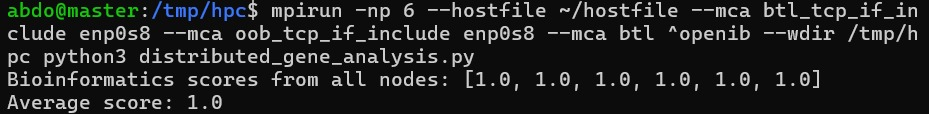 abdo@master:/tmp/hpc$ mpirun -np 6 --hostfile ~/hostfile --mca btl_tcp_if_in
clude enp0s8 --mca oob_tcp_if_include enp0s8 --mca btl ^openib --wdir /tmp/h
pc python3 distributed_gene_analysis.py
Bioinformatics scores from all nodes: [1.0, 1.0, 1.0, 1.0, 1.0, 1.0]
Average score: 1.0